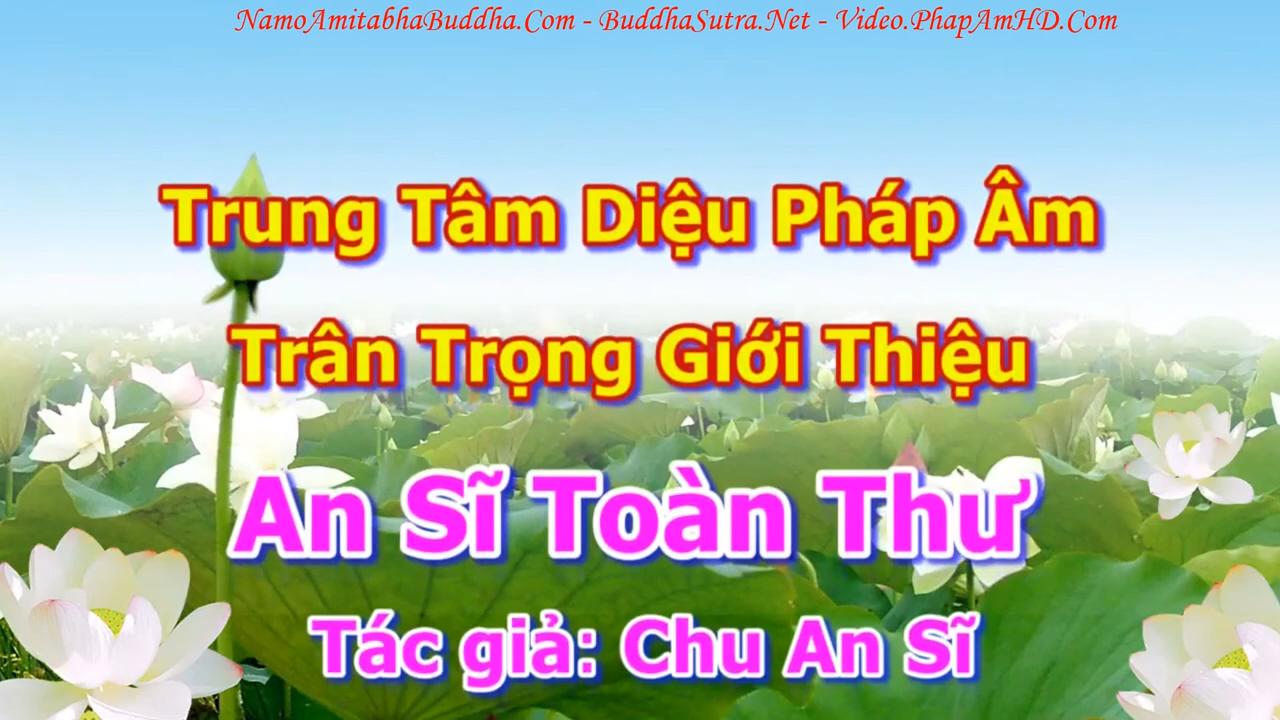 NamoAmitabhaBuddha.Com - BuddhaSutra.Net - Video.PhapAmHD.Com
Trung Tâm Diệu Pháp Âm
Trân Trọng Giới Thiệu
An Sĩ Toàn Thư
Tác giả: Chu An Sĩ